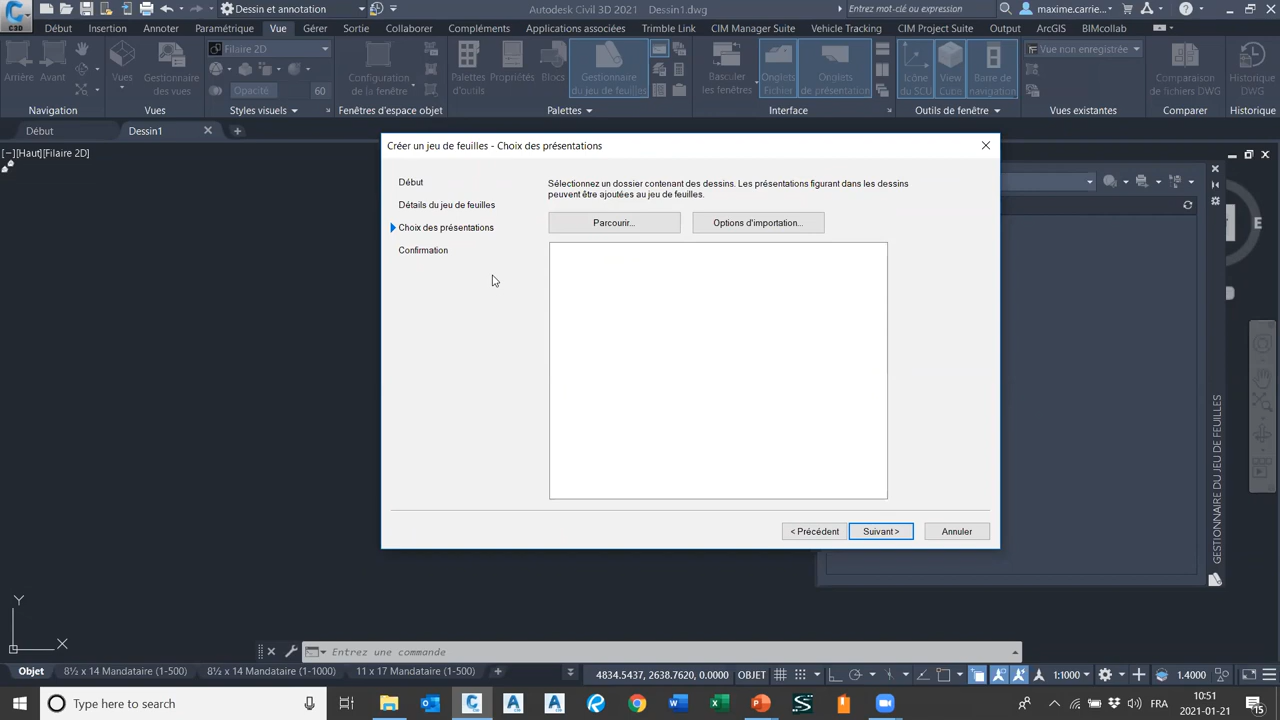 C3D
Dessin et annotation
Autodesk Civil 3D 2021 Dessin1.dwg
Entrez mot-clé ou expression
maxime.carrie...
Début Insertion Annoter Paramétrique Vue Gérer Sortie Collaborer Compléments Applications associées Trimble Link CIM Manager Suite Vehicle Tracking CIM Project Suite Output ArcGIS BIMcollab
Arrière Avant
Navigation
Vues
Gestionnaire
des vues
Vues
Filaire 2D
Opacité 60
Styles visuels
Configuration
de la fenêtre
Fenêtres d'espace objet
Palettes
d'outils
Propriétés
Blocs
Gestionnaire
du jeu de feuilles
Palettes
Basculer
les fenêtres
Onglets
Fichier
Onglets
de présentation
Interface
Icône
du SCU
View
Cube
Barre de
navigation
Outils de fenêtre
Vue non enregistrée
Vues existantes
Comparaison
de fichiers DWG
Comparer
Historique
DWG
Historique
Début Dessin1
[−][Haut][Filaire 2D]
Créer un jeu de feuilles - Choix des présentations
Début
Détails du jeu de feuilles
Choix des présentations
Confirmation
Sélectionnez un dossier contenant des dessins. Les présentations figurant dans les dessins
peuvent être ajoutées au jeu de feuilles.
Parcourir...
Options d'importation...
< Précédent
Suivant >
Annuler
GESTIONNAIRE DU JEU DE FEUILLES
Y
X
Entrez une commande
Objet 8½ x 14 Mandataire (1-500) 8½ x 14 Mandataire (1-1000) 11 x 17 Mandataire (1-500)
4834.5437, 2638.7620, 0.0000 OBJET
1:1000
1.4000
Type here to search
FR
10:51
2021-01-21
15